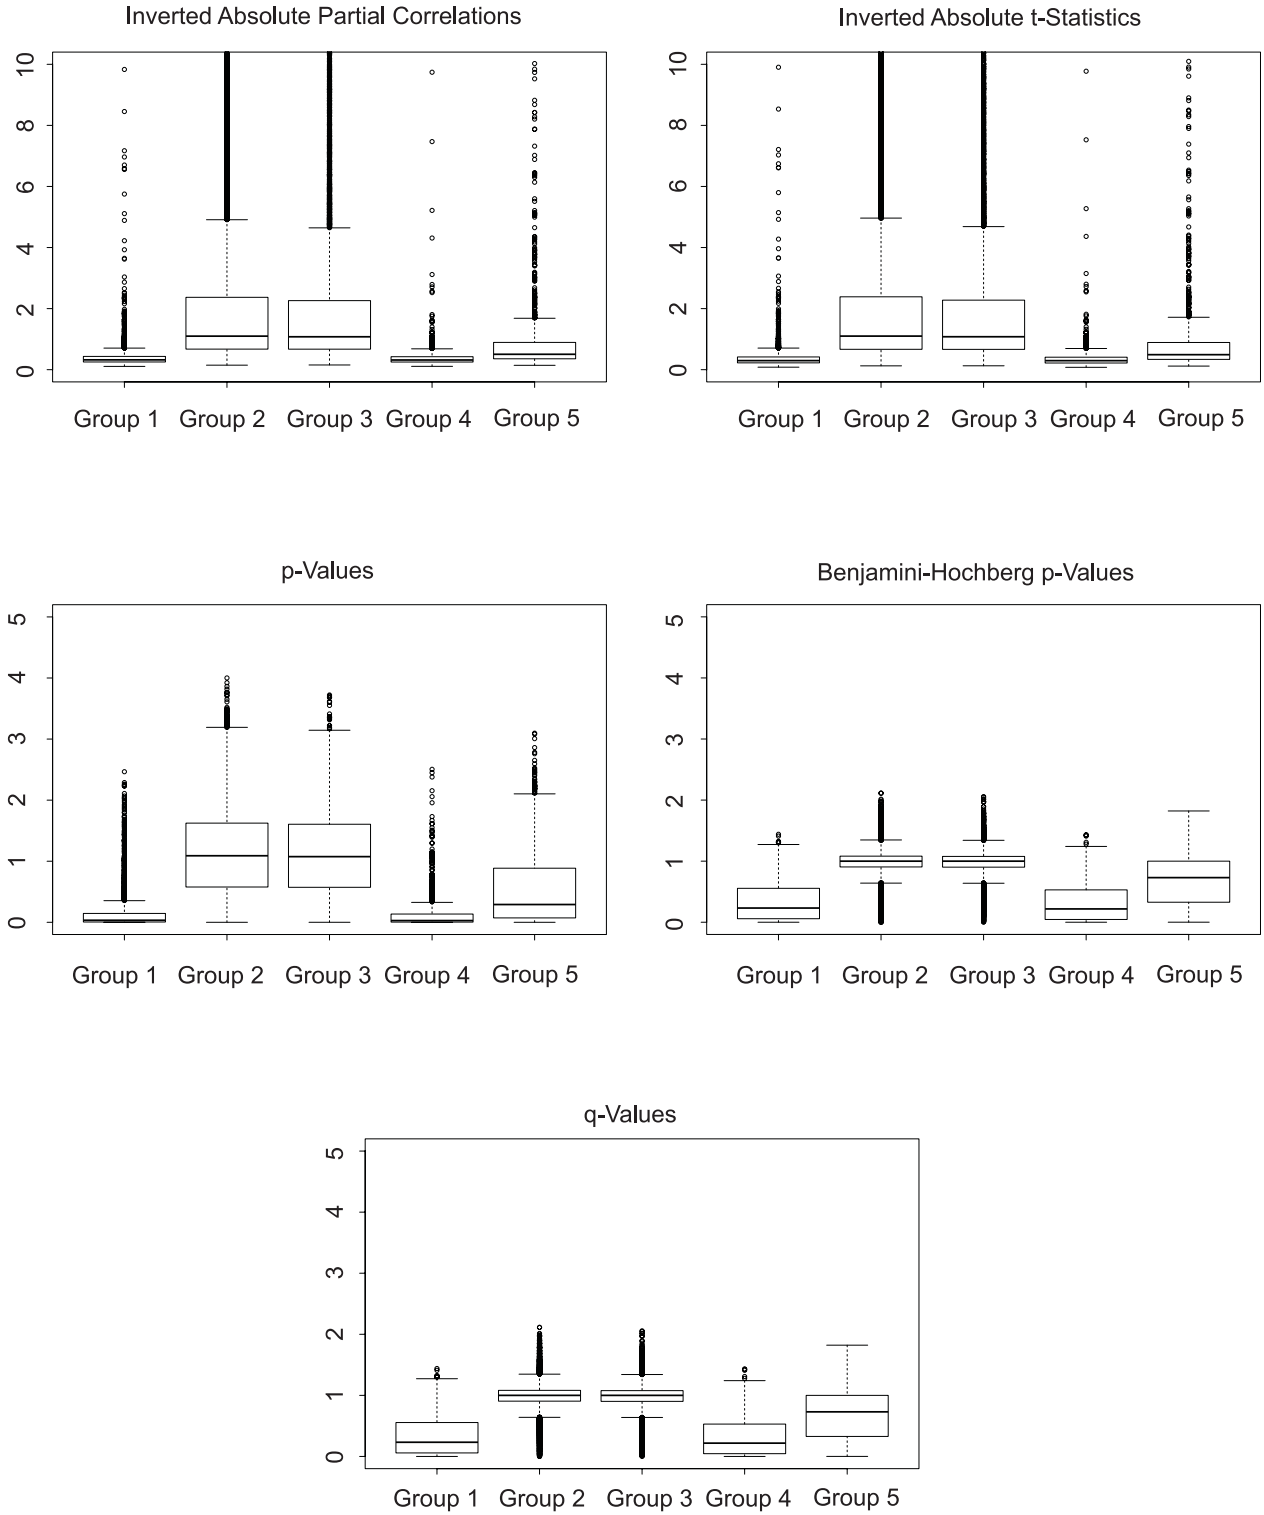 Inverted Absolute Partial Correlations
0 2 4 6 8 10
Group 1 Group 2 Group 3 Group 4 Group 5
Inverted Absolute t-Statistics
0 2 4 6 8 10
Group 1 Group 2 Group 3 Group 4 Group 5
p-Values
0 1 2 3 4 5
Group 1 Group 2 Group 3 Group 4 Group 5
Benjamini-Hochberg p-Values
0 1 2 3 4 5
Group 1 Group 2 Group 3 Group 4 Group 5
q-Values
0 1 2 3 4 5
Group 1 Group 2 Group 3 Group 4 Group 5